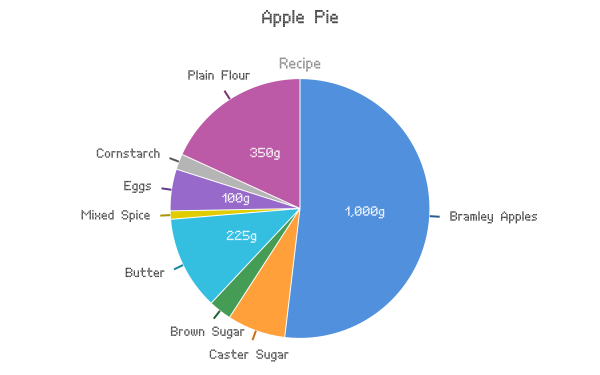 Apple Pie
Recipe
Plain Flour
350g
Cornstarch
Eggs
100g
Mixed Spice
1,000g
Bramley Apples
225g
Butter
Brown Sugar
Caster Sugar